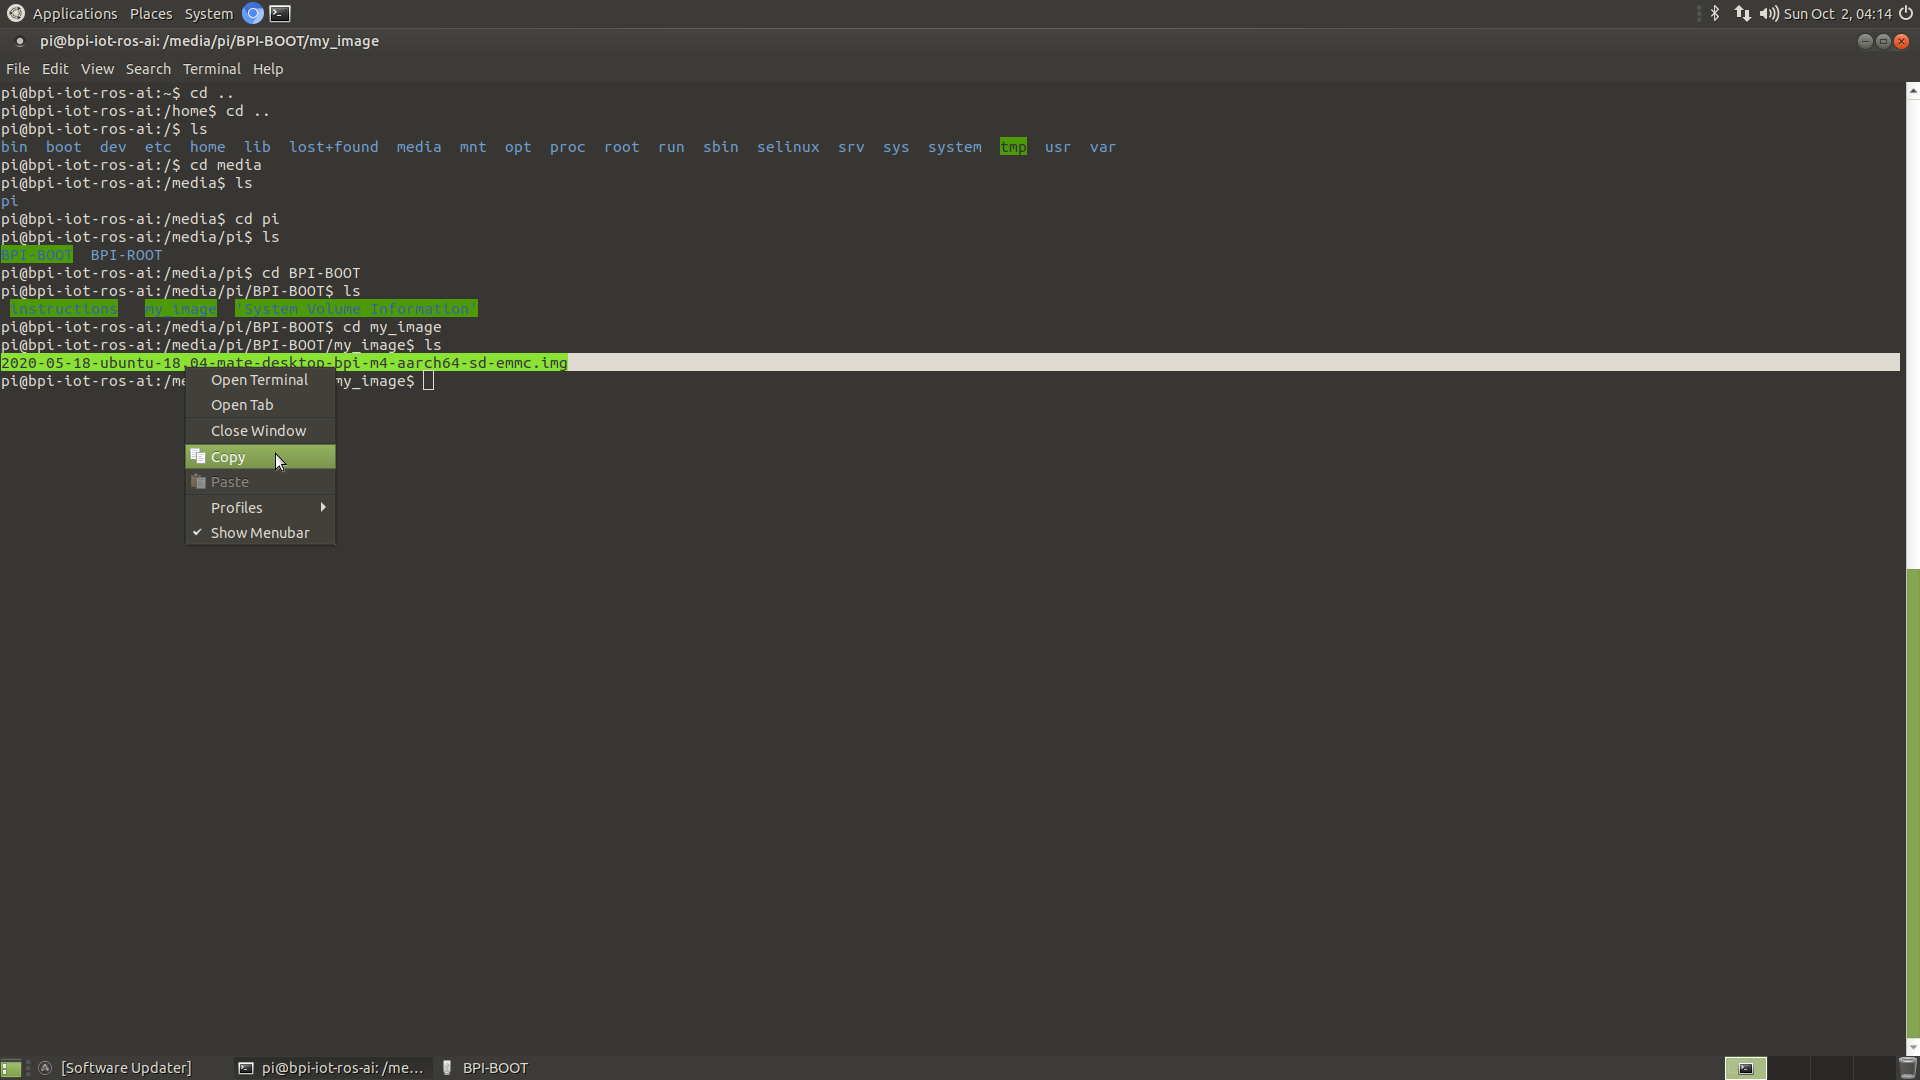 Applications Places System Sun Oct 2, 04:14
pi@bpi-iot-ros-ai: /media/pi/BPI-BOOT/my_image
File Edit View Search Terminal Help
pi@bpi-iot-ros-ai:~$ cd ..
pi@bpi-iot-ros-ai:/home$ cd ..
pi@bpi-iot-ros-ai:/$ ls
bin boot dev etc home lib lost+found media mnt opt proc root run sbin selinux srv sys system tmp usr var
pi@bpi-iot-ros-ai:/$ cd media
pi@bpi-iot-ros-ai:/media$ ls
pi
pi@bpi-iot-ros-ai:/media$ cd pi
pi@bpi-iot-ros-ai:/media/pi$ ls
BPI-BOOT BPI-ROOT
pi@bpi-iot-ros-ai:/media/pi$ cd BPI-BOOT
pi@bpi-iot-ros-ai:/media/pi/BPI-BOOT$ ls
instructions my_image 'System Volume Information'
pi@bpi-iot-ros-ai:/media/pi/BPI-BOOT$ cd my_image
pi@bpi-iot-ros-ai:/media/pi/BPI-BOOT/my_image$ ls
2020-05-18-ubuntu-18.04-mate-desktop-bpi-m4-aarch64-sd-emmc.img
pi@bpi-iot-ros-ai:/me my_image$
Open Terminal
Open Tab
Close Window
Copy
Paste
Profiles
Show Menubar
[Software Updater] pi@bpi-iot-ros-ai: /me... BPI-BOOT